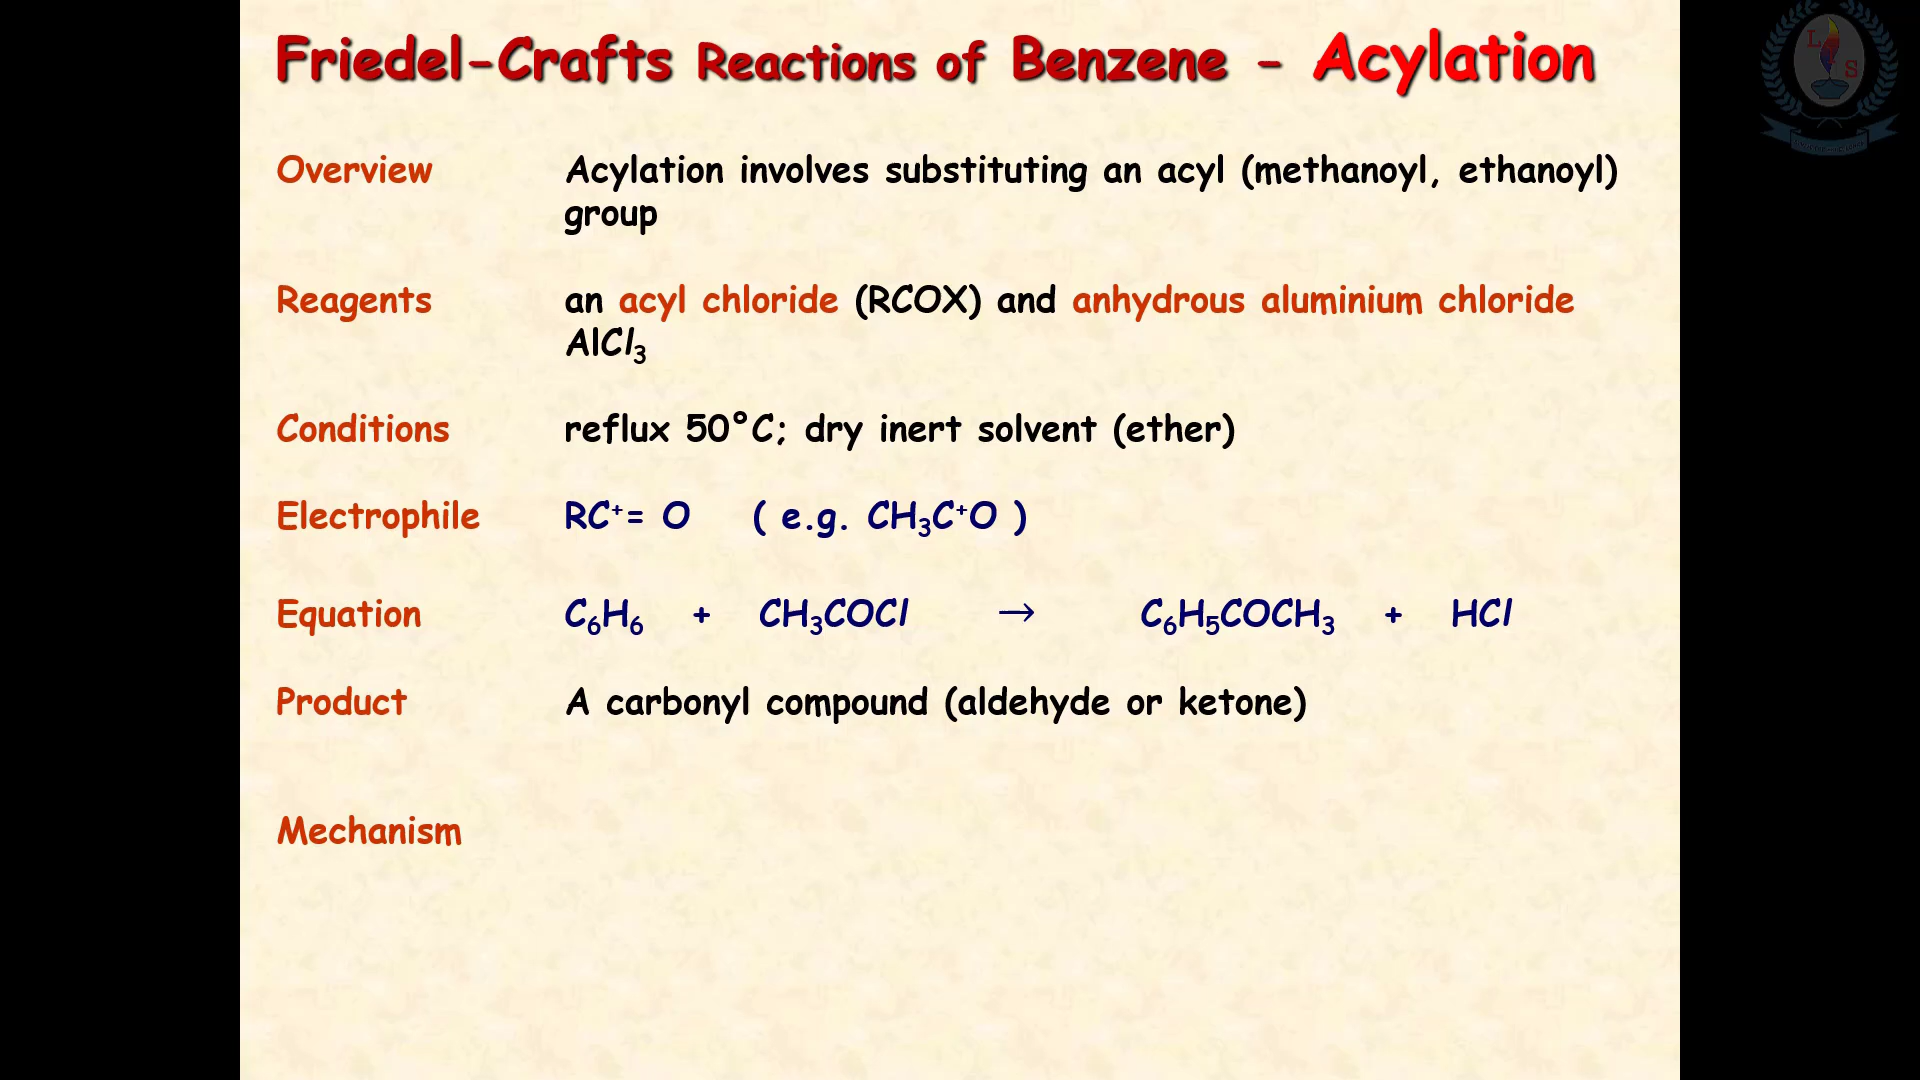 Friedel-Crafts Reactions of Benzene - Acylation
Overview Acylation involves substituting an acyl (methanoyl, ethanoyl)
group
Reagents an acyl chloride (RCOX) and anhydrous aluminium chloride
AlCl₃
Conditions reflux 50°C; dry inert solvent (ether)
Electrophile RC⁺= O ( e.g. CH₃C⁺O )
Equation C₆H₆ + CH₃COCl → C₆H₅COCH₃ + HCl
Product A carbonyl compound (aldehyde or ketone)
Mechanism
L
S